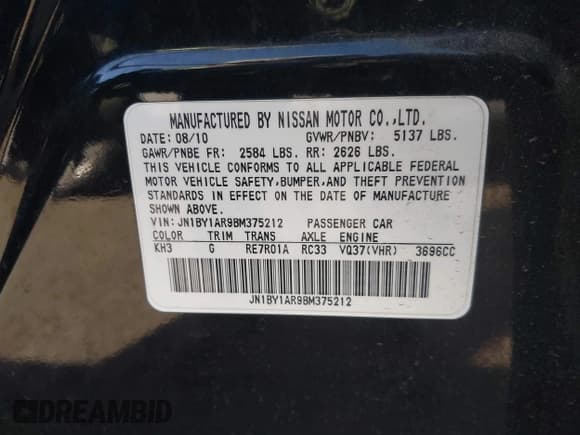 MANUFACTURED BY NISSAN MOTOR CO.,LTD.
DATE: 08/10 GVWR/PNBV: 5137 LBS.
GAWR/PNBE FR: 2584 LBS. RR: 2626 LBS.
THIS VEHICLE CONFORMS TO ALL APPLICABLE FEDERAL
MOTOR VEHICLE SAFETY,BUMPER,AND THEFT PREVENTION
STANDARDS IN EFFECT ON THE DATE OF MANUFACTURE
SHOWN ABOVE.
VIN:JN1BY1AR9BM375212 PASSENGER CAR
COLOR TRIM TRANS AXLE ENGINE
KH3 G RE7R01A RC33 VQ37(VHR) 3696CC
JN1BY1AR9BM375212
DREAMBID